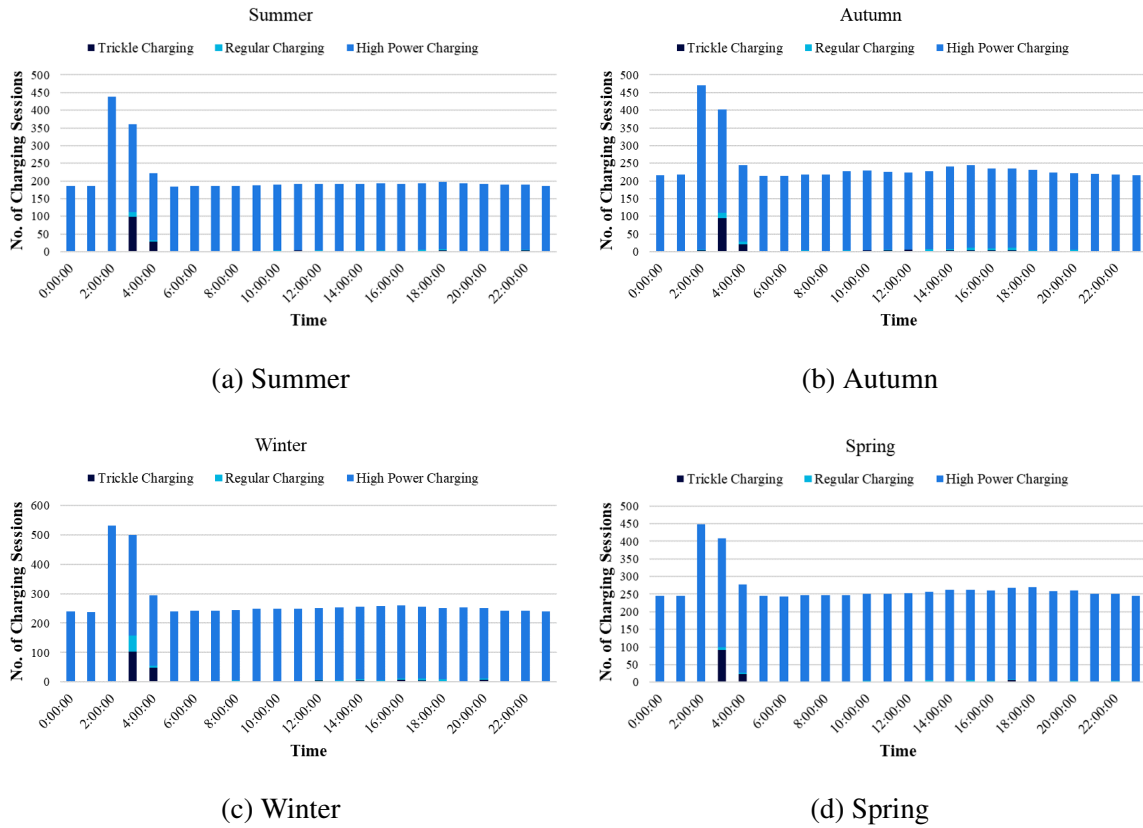 Summer
Trickle Charging Regular Charging High Power Charging
No. of Charging Sessions
500
450
400
350
300
250
200
150
100
50
0
0:00:00 2:00:00 4:00:00 6:00:00 8:00:00 10:00:00 12:00:00 14:00:00 16:00:00 18:00:00 20:00:00 22:00:00
Time
(a) Summer
Autumn
Trickle Charging Regular Charging High Power Charging
No. of Charging Sessions
500
450
400
350
300
250
200
150
100
50
0
0:00:00 2:00:00 4:00:00 6:00:00 8:00:00 10:00:00 12:00:00 14:00:00 16:00:00 18:00:00 20:00:00 22:00:00
Time
(b) Autumn
Winter
Trickle Charging Regular Charging High Power Charging
No. of Charging Sessions
600
500
400
300
200
100
0
0:00:00 2:00:00 4:00:00 6:00:00 8:00:00 10:00:00 12:00:00 14:00:00 16:00:00 18:00:00 20:00:00 22:00:00
Time
(c) Winter
Spring
Trickle Charging Regular Charging High Power Charging
No. of Charging Sessions
500
450
400
350
300
250
200
150
100
50
0
0:00:00 2:00:00 4:00:00 6:00:00 8:00:00 10:00:00 12:00:00 14:00:00 16:00:00 18:00:00 20:00:00 22:00:00
Time
(d) Spring